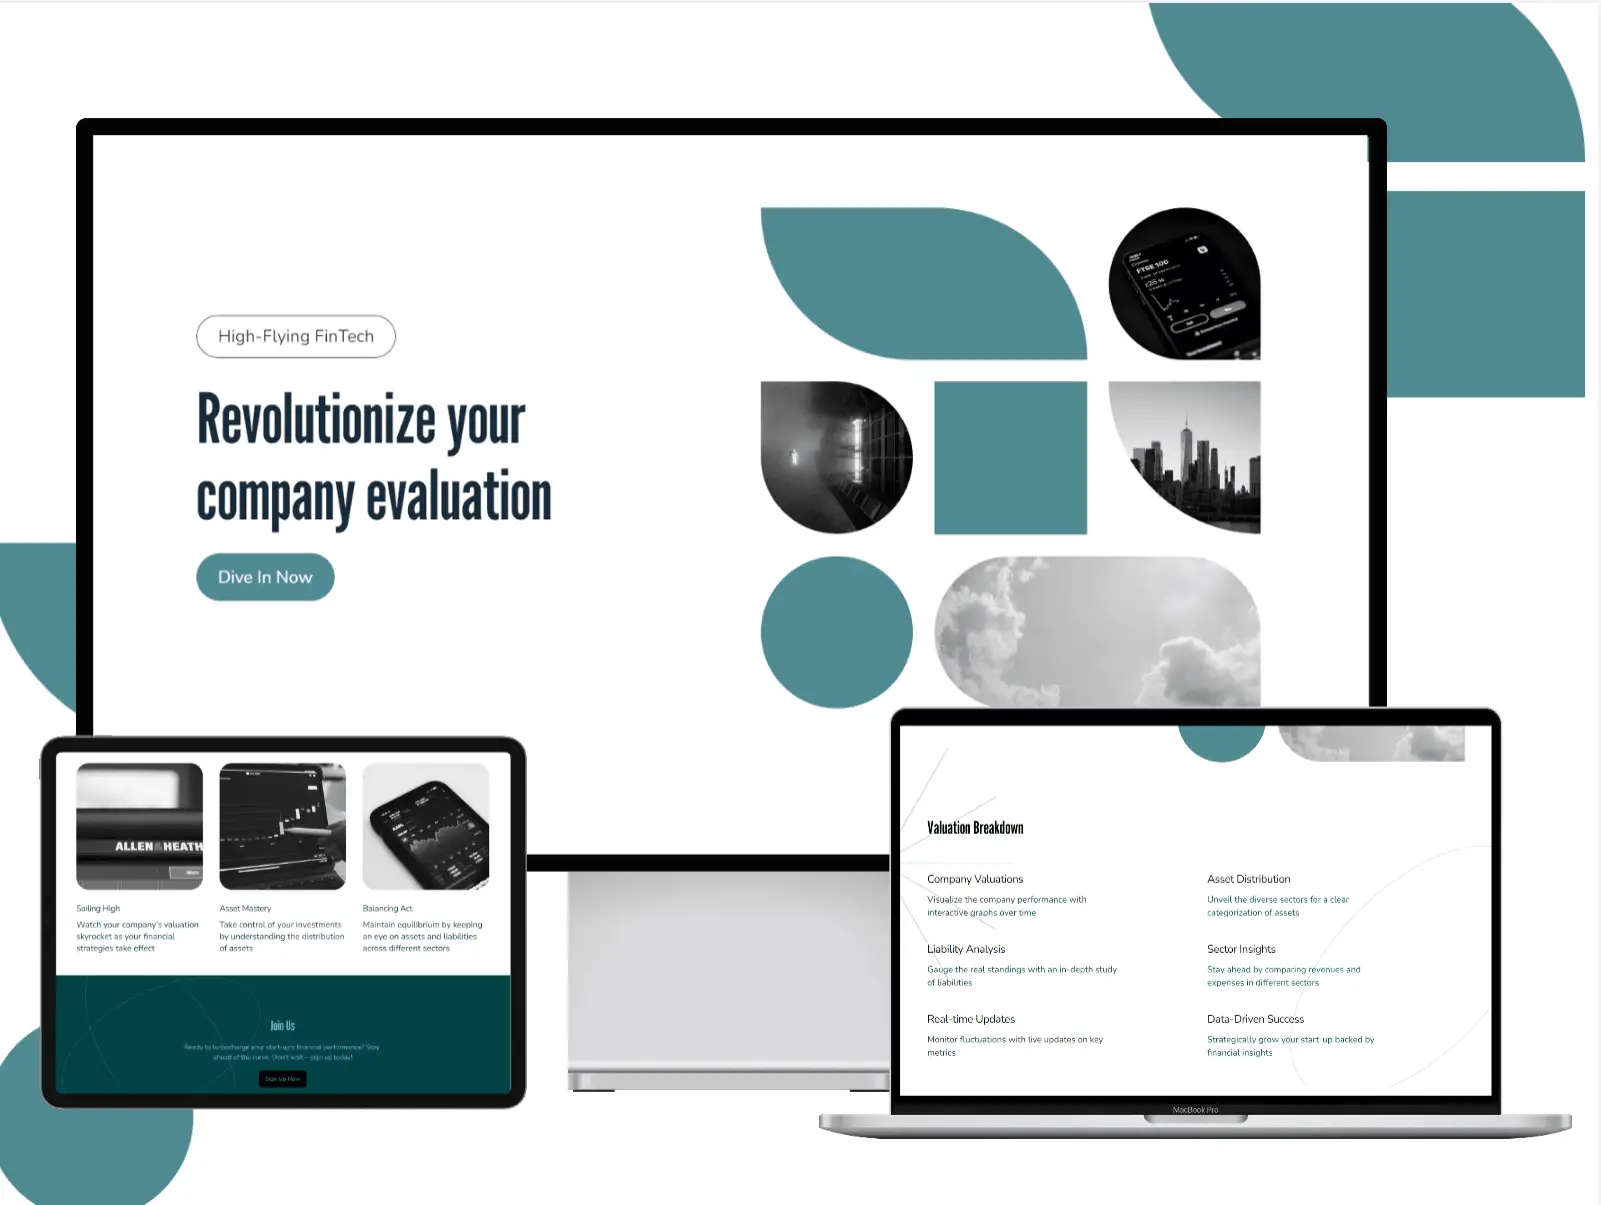 High-Flying FinTech
Revolutionize your
company evaluation
Dive In Now
FTSE 100
ALLEN&HEATH
Sailing High
Watch your company's valuation
skyrocket as your financial
strategies take effect
Asset Mastery
Take control of your investments
by understanding the distribution
of assets
Balancing Act
Maintain equilibrium by keeping
an eye on assets and liabilities
across different sectors
Join Us
Ready to turbocharge your start-up's financial performance? Stay
ahead of the curve. Don't wait – sign up today!
Sign Up Now
Valuation Breakdown
Company Valuations
Visualize the company performance with
interactive graphs over time
Asset Distribution
Unveil the diverse sectors for a clear
categorization of assets
Liability Analysis
Gauge the real standings with an in-depth study
of liabilities
Sector Insights
Stay ahead by comparing revenues and
expenses in different sectors
Real-time Updates
Monitor fluctuations with live updates on key
metrics
Data-Driven Success
Strategically grow your start-up backed by
financial insights
MacBook Pro